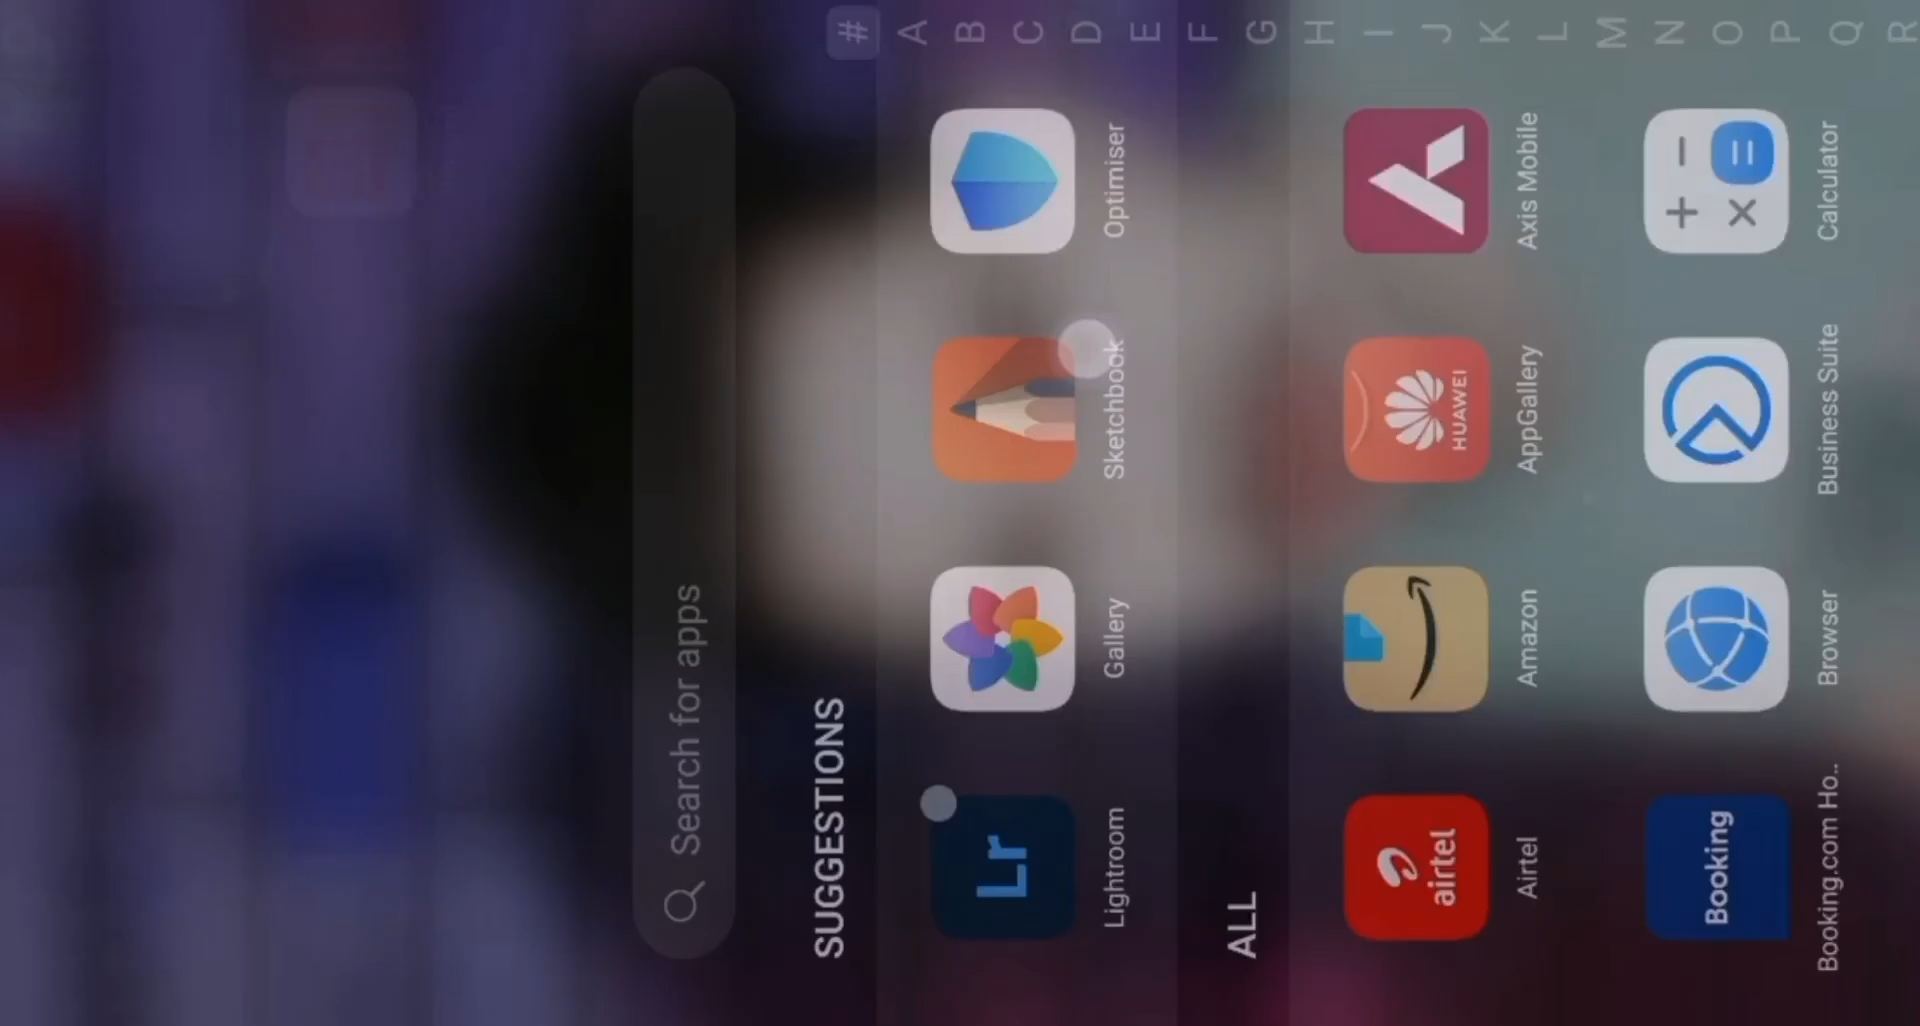 Search for apps
SUGGESTIONS
Lr
Lightroom
Gallery
Sketchbook
Optimiser
ALL
airtel
Airtel
Amazon
HUAWEI
AppGallery
Axis Mobile
Booking
Booking.com Ho..
Browser
Business Suite
Calculator
#
A
B
C
D
E
F
G
H
I
J
K
L
M
N
O
P
Q
R